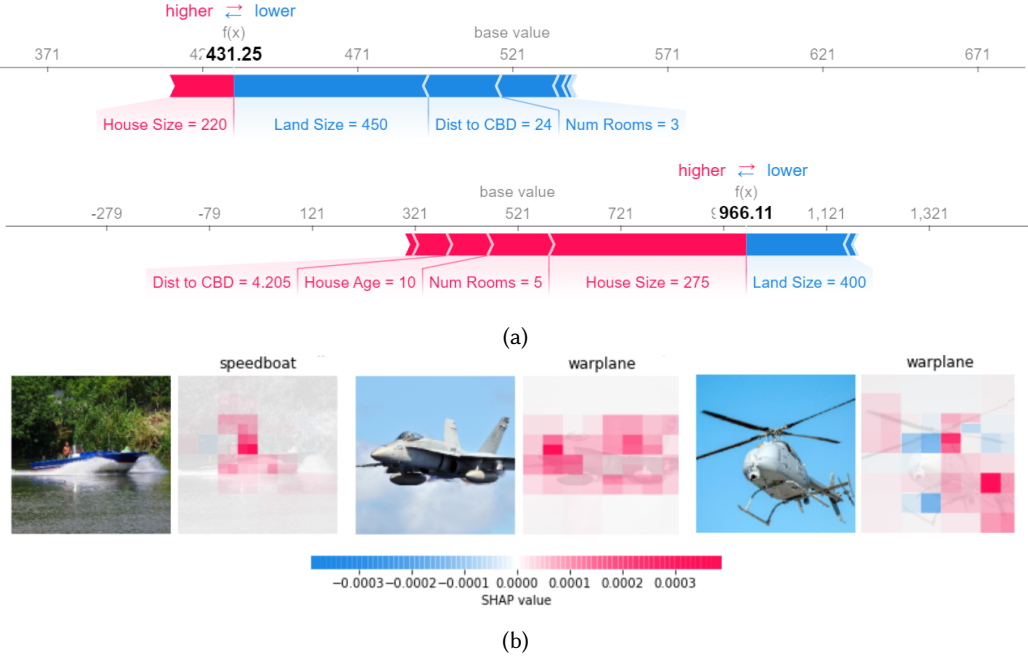 higher ⇄ lower
f(x)
base value
371 431.25 471 521 571 621 671
House Size = 220 Land Size = 450 Dist to CBD = 24 Num Rooms = 3
higher ⇄ lower
base value
f(x)
-279 -79 121 321 521 721 966.11 1,121 1,321
Dist to CBD = 4.205 House Age = 10 Num Rooms = 5 House Size = 275 Land Size = 400
(a)
speedboat warplane warplane
−0.0003 −0.0002 −0.0001 0.0000 0.0001 0.0002 0.0003
SHAP value
(b)